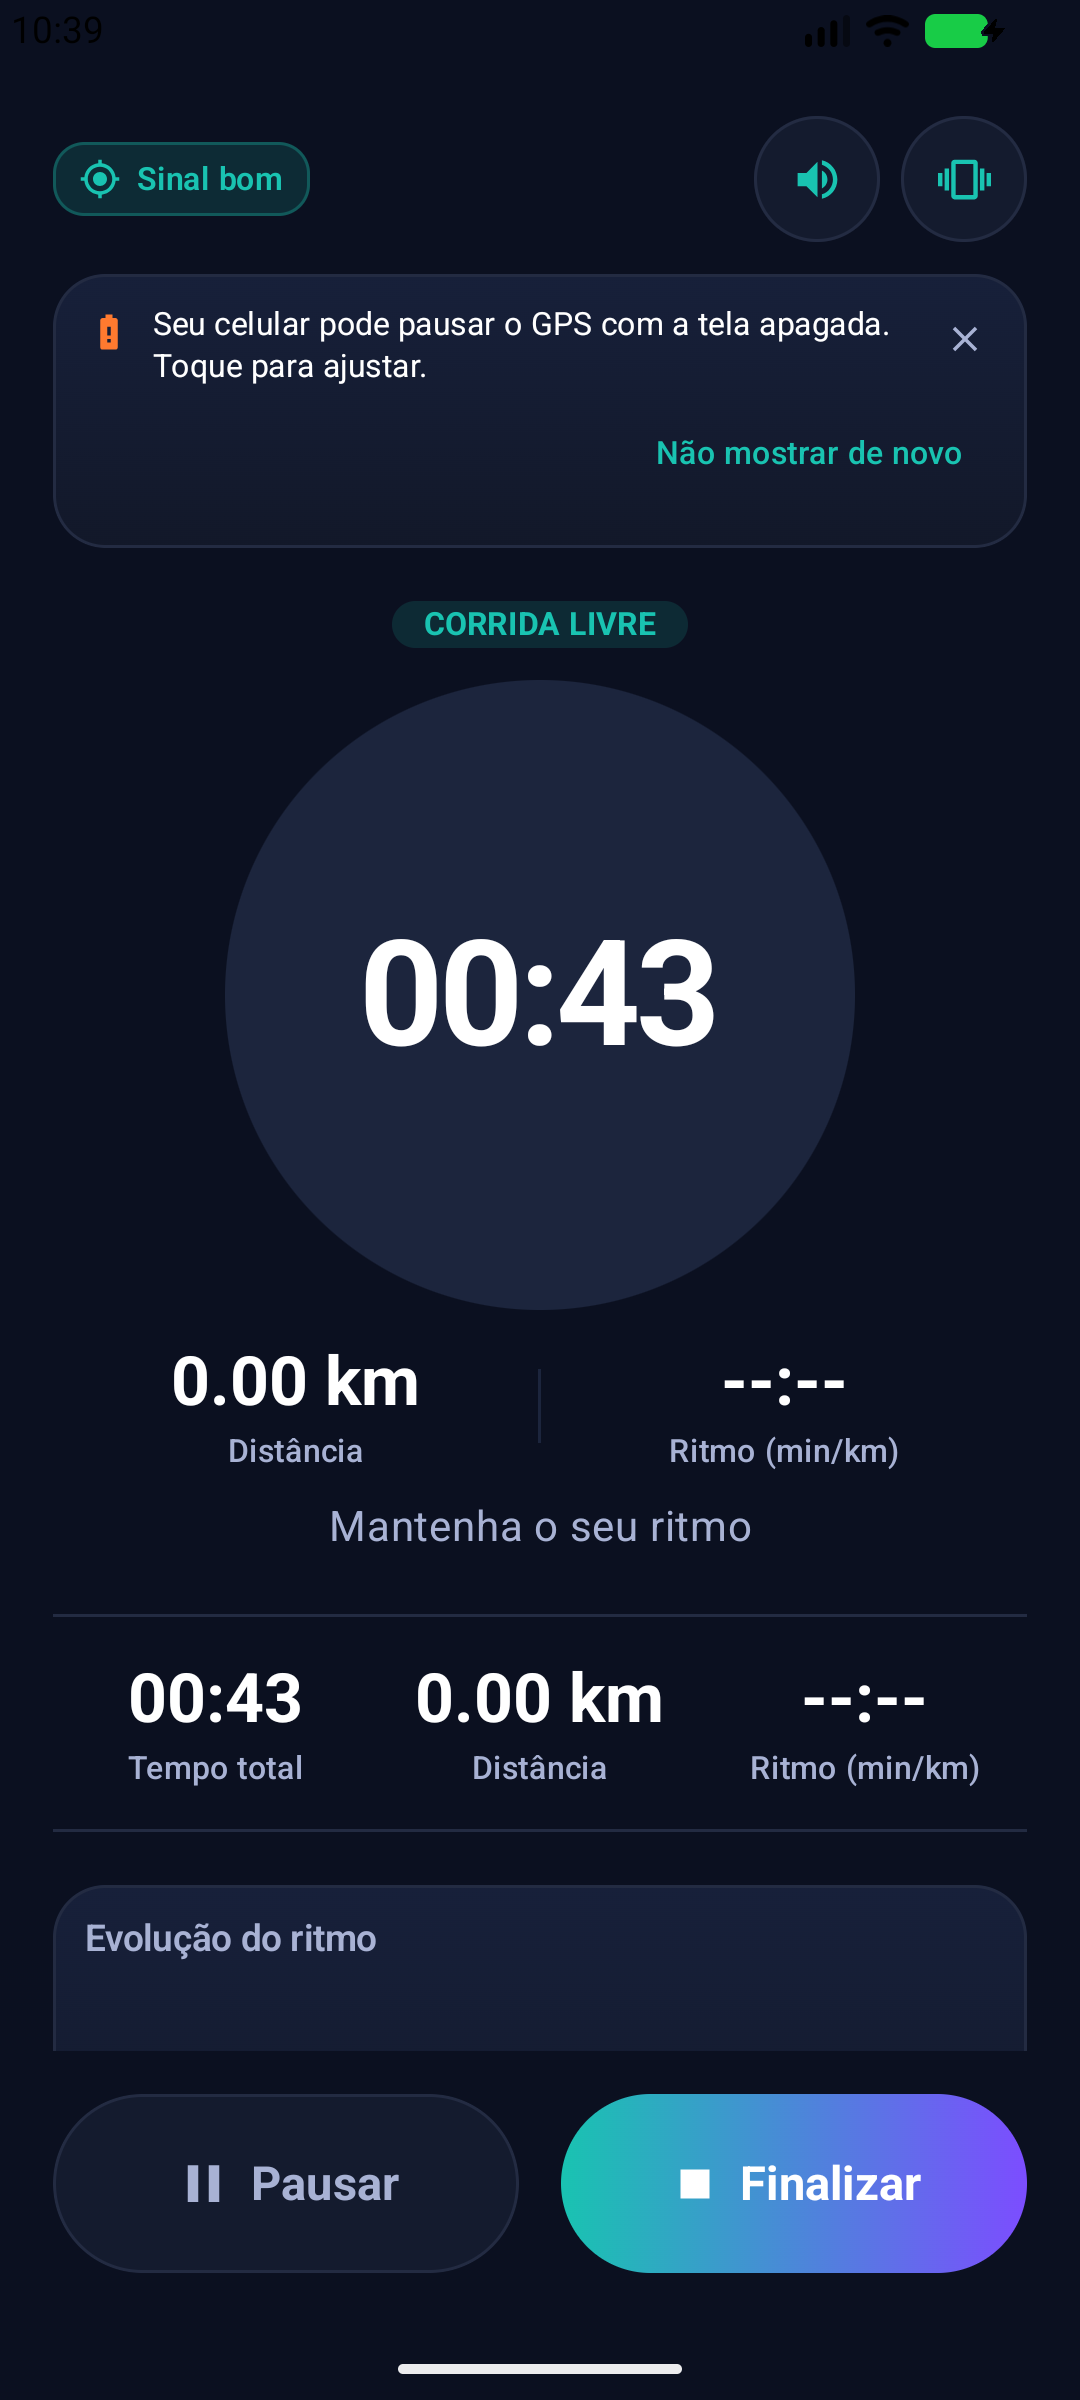 10:39
Sinal bom
Seu celular pode pausar o GPS com a tela apagada.
Toque para ajustar.
Não mostrar de novo
CORRIDA LIVRE
00:43
0.00 km
--:--
Distância
Ritmo (min/km)
Mantenha o seu ritmo
00:43
0.00 km
--:--
Tempo total
Distância
Ritmo (min/km)
Evolução do ritmo
Pausar
Finalizar